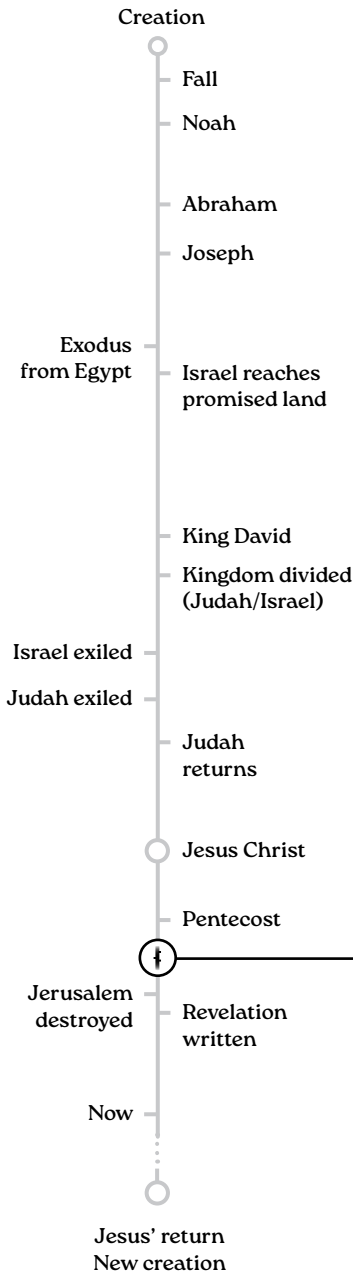 Creation
Fall
Noah
Abraham
Joseph
Exodus
from Egypt
Israel reaches
promised land
King David
Kingdom divided
(Judah/Israel)
Israel exiled
Judah exiled
Judah
returns
Jesus Christ
Pentecost
Jerusalem
destroyed
Revelation
written
Now
Jesus’ return
New creation